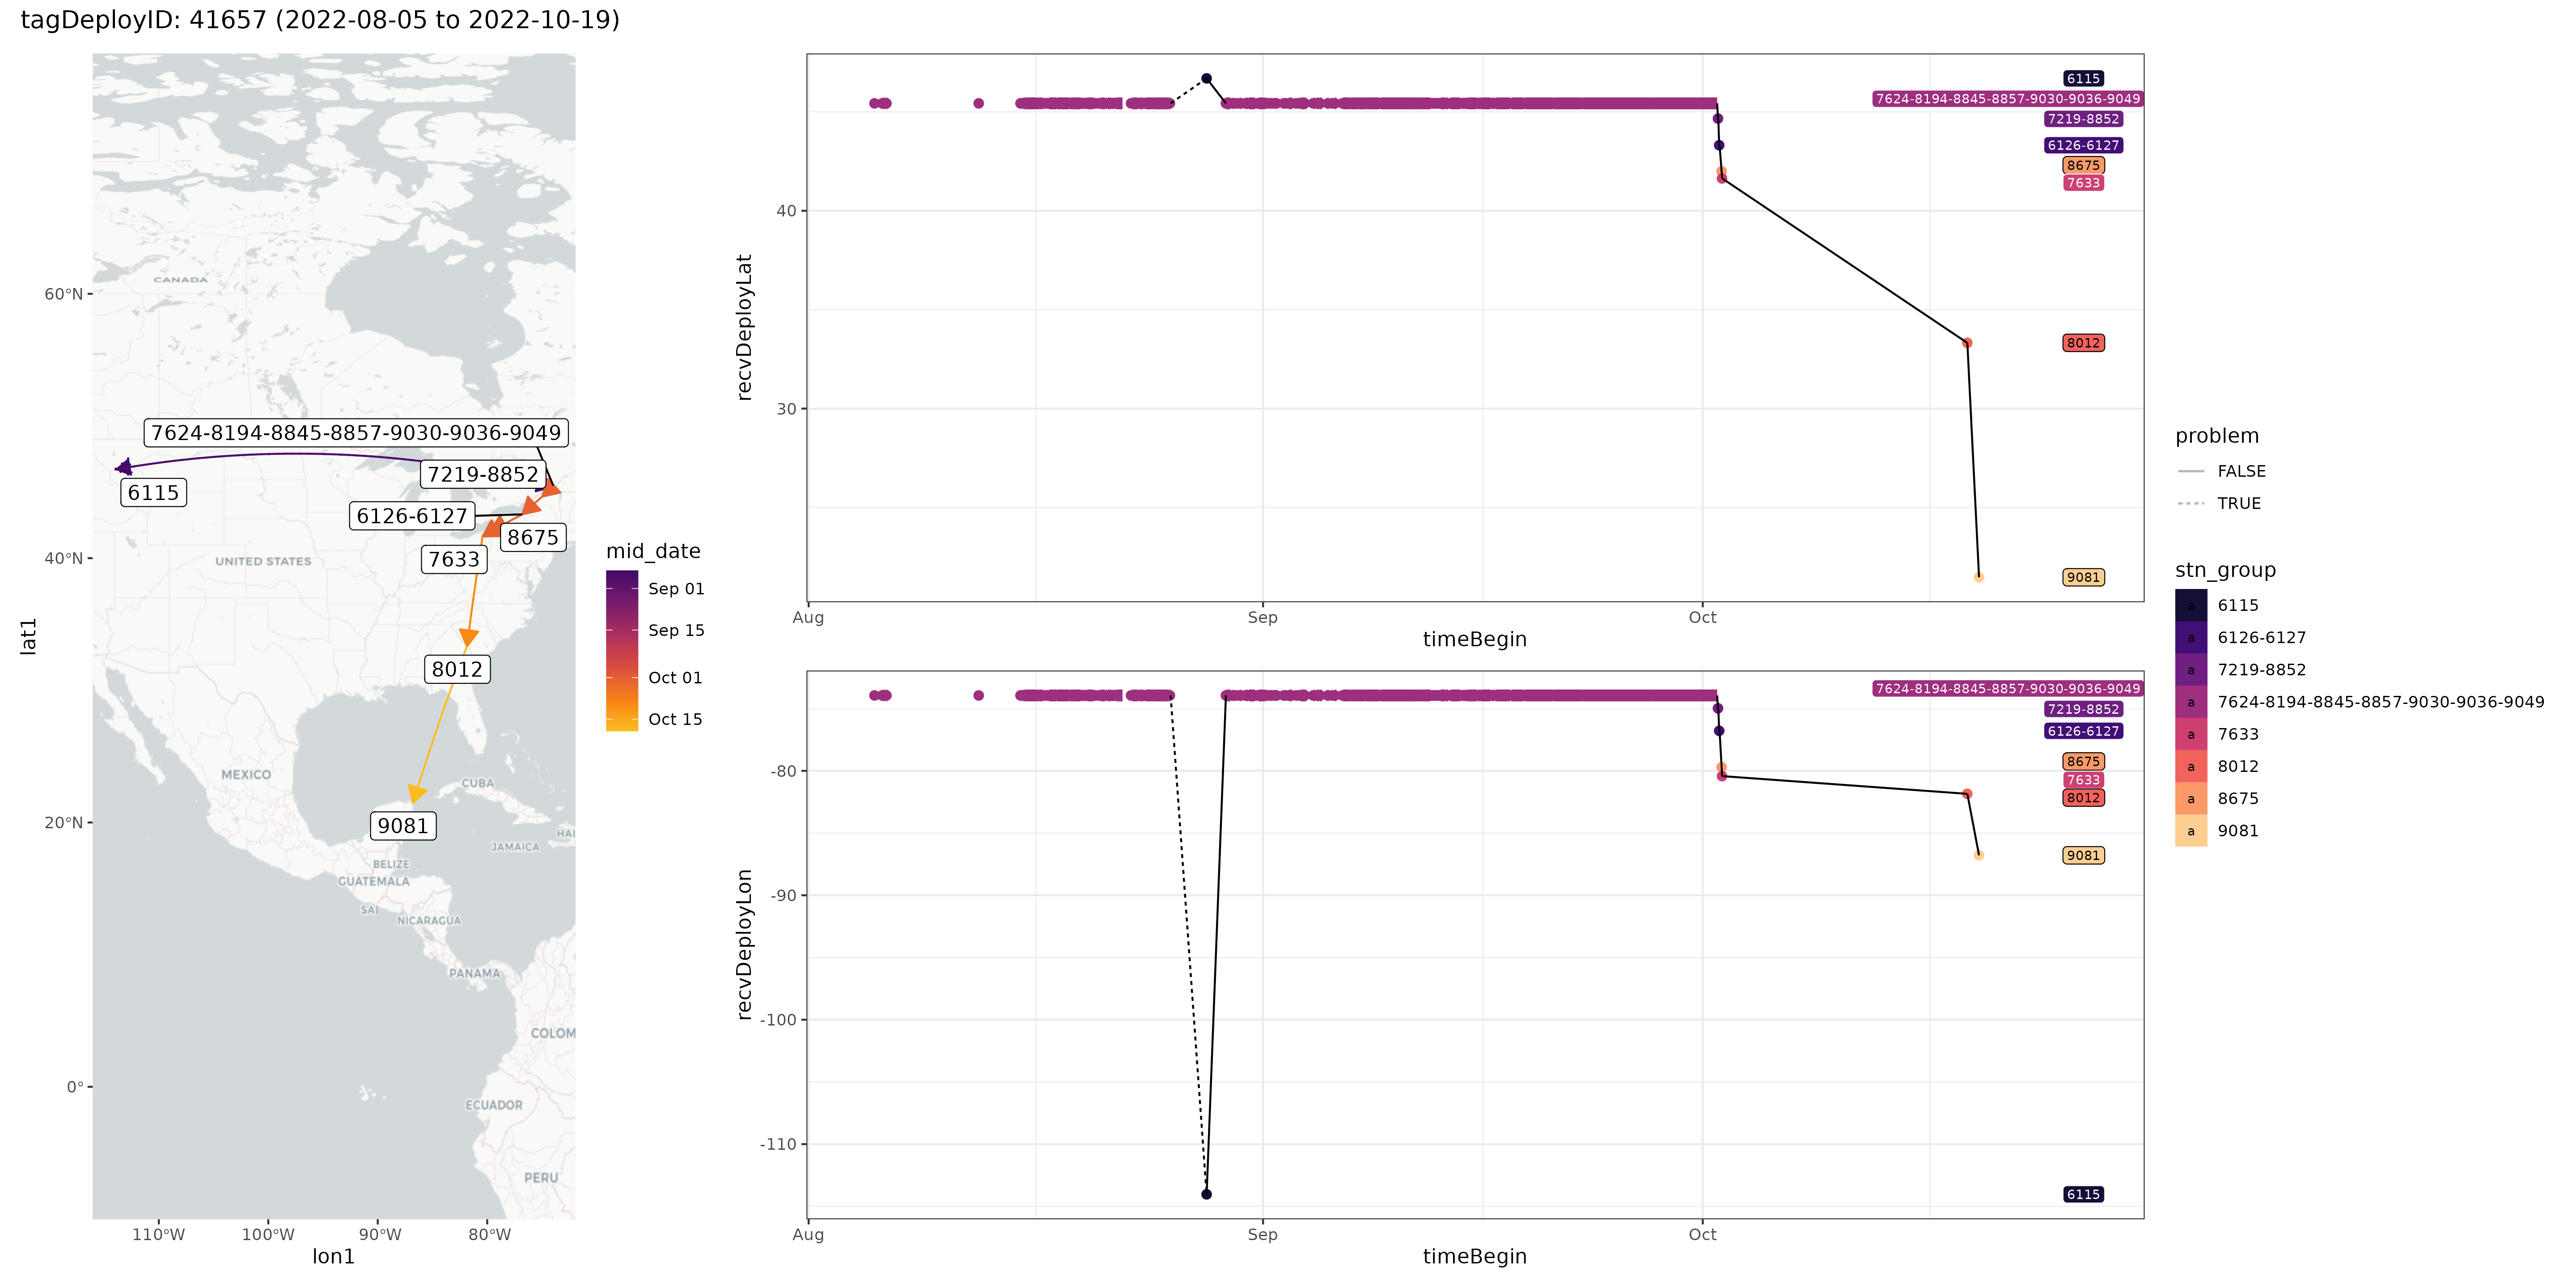 tagDeployID: 41657 (2022-08-05 to 2022-10-19)
lat1
60°N
40°N
20°N
0°
CANADA
7624-8194-8845-8857-9030-9036-9049
7219-8852
6115
6126-6127
8675
7633
UNITED STATES
8012
MEXICO
CUBA
9081
HAI
JAMAICA
BELIZE
GUATEMALA
SAL
NICARAGUA
PANAMA
COLOM
ECUADOR
PERU
110°W
100°W
90°W
80°W
lon1
mid_date
Sep 01
Sep 15
Oct 01
Oct 15
recvDeployLat
40
30
6115
7624-8194-8845-8857-9030-9036-9049
7219-8852
6126-6127
8675
7633
8012
9081
Aug
Sep
Oct
timeBegin
recvDeployLon
-80
-90
-100
-110
7624-8194-8845-8857-9030-9036-9049
7219-8852
6126-6127
8675
7633
8012
9081
6115
Aug
Sep
Oct
timeBegin
problem
FALSE
TRUE
stn_group
a 6115
a 6126-6127
a 7219-8852
a 7624-8194-8845-8857-9030-9036-9049
a 7633
a 8012
a 8675
a 9081